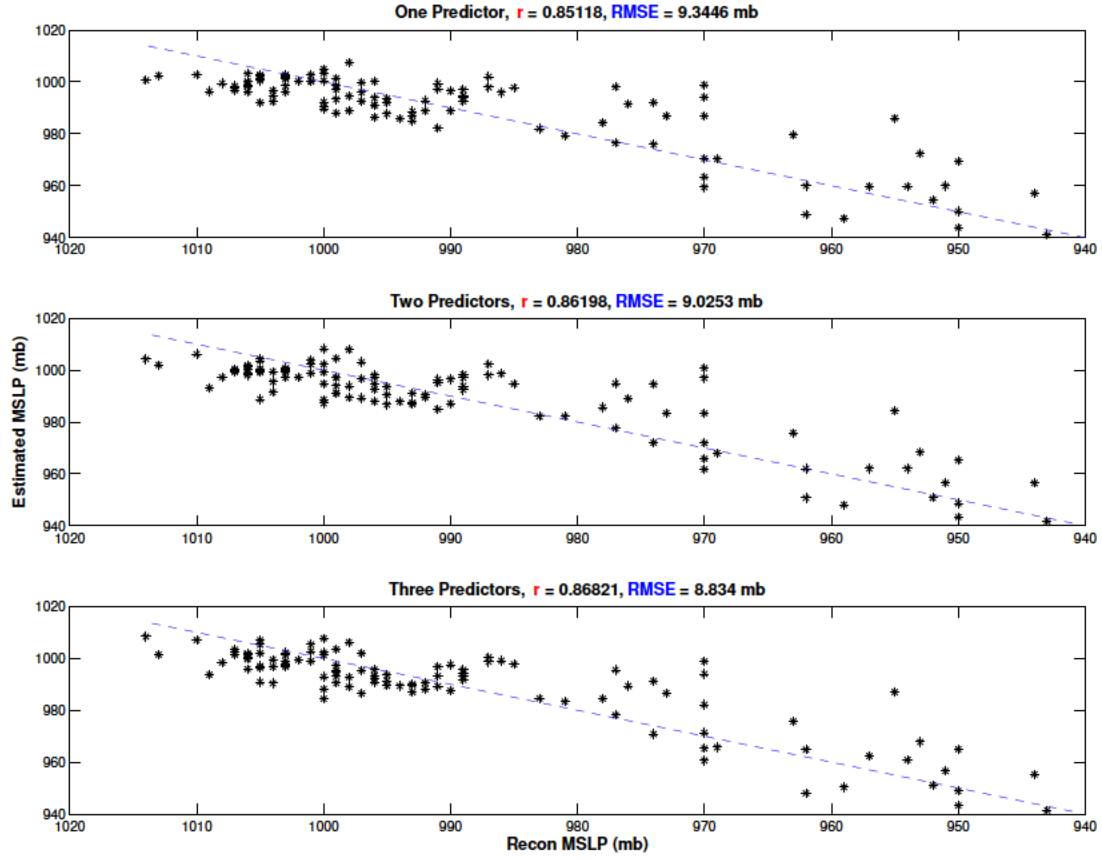 One Predictor, r = 0.85118, RMSE = 9.3446 mb
1020
1000
980
960
940
1020 1010 1000 990 980 970 960 950 940
Two Predictors, r = 0.86198, RMSE = 9.0253 mb
Estimated MSLP (mb)
1020
1000
980
960
940
1020 1010 1000 990 980 970 960 950 940
Three Predictors, r = 0.86821, RMSE = 8.834 mb
1020
1000
980
960
940
1020 1010 1000 990 980 970 960 950 940
Recon MSLP (mb)